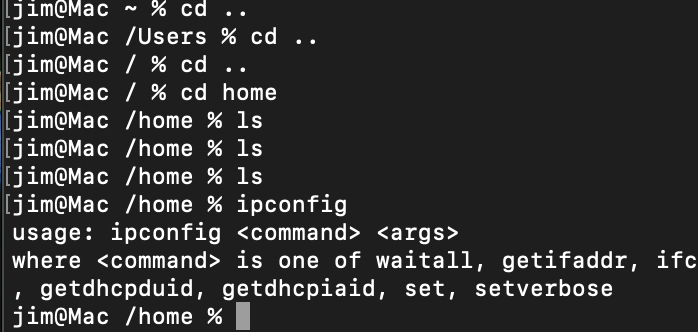 [jim@Mac ~ % cd ..
[jim@Mac /Users % cd ..
[jim@Mac / % cd ..
[jim@Mac / % cd home
[jim@Mac /home % ls
[jim@Mac /home % ls
[jim@Mac /home % ls
[jim@Mac /home % ipconfig
usage: ipconfig <command> <args>
where <command> is one of waitall, getifaddr, ifc
, getdhcpduid, getdhcpiaid, set, setverbose
jim@Mac /home %